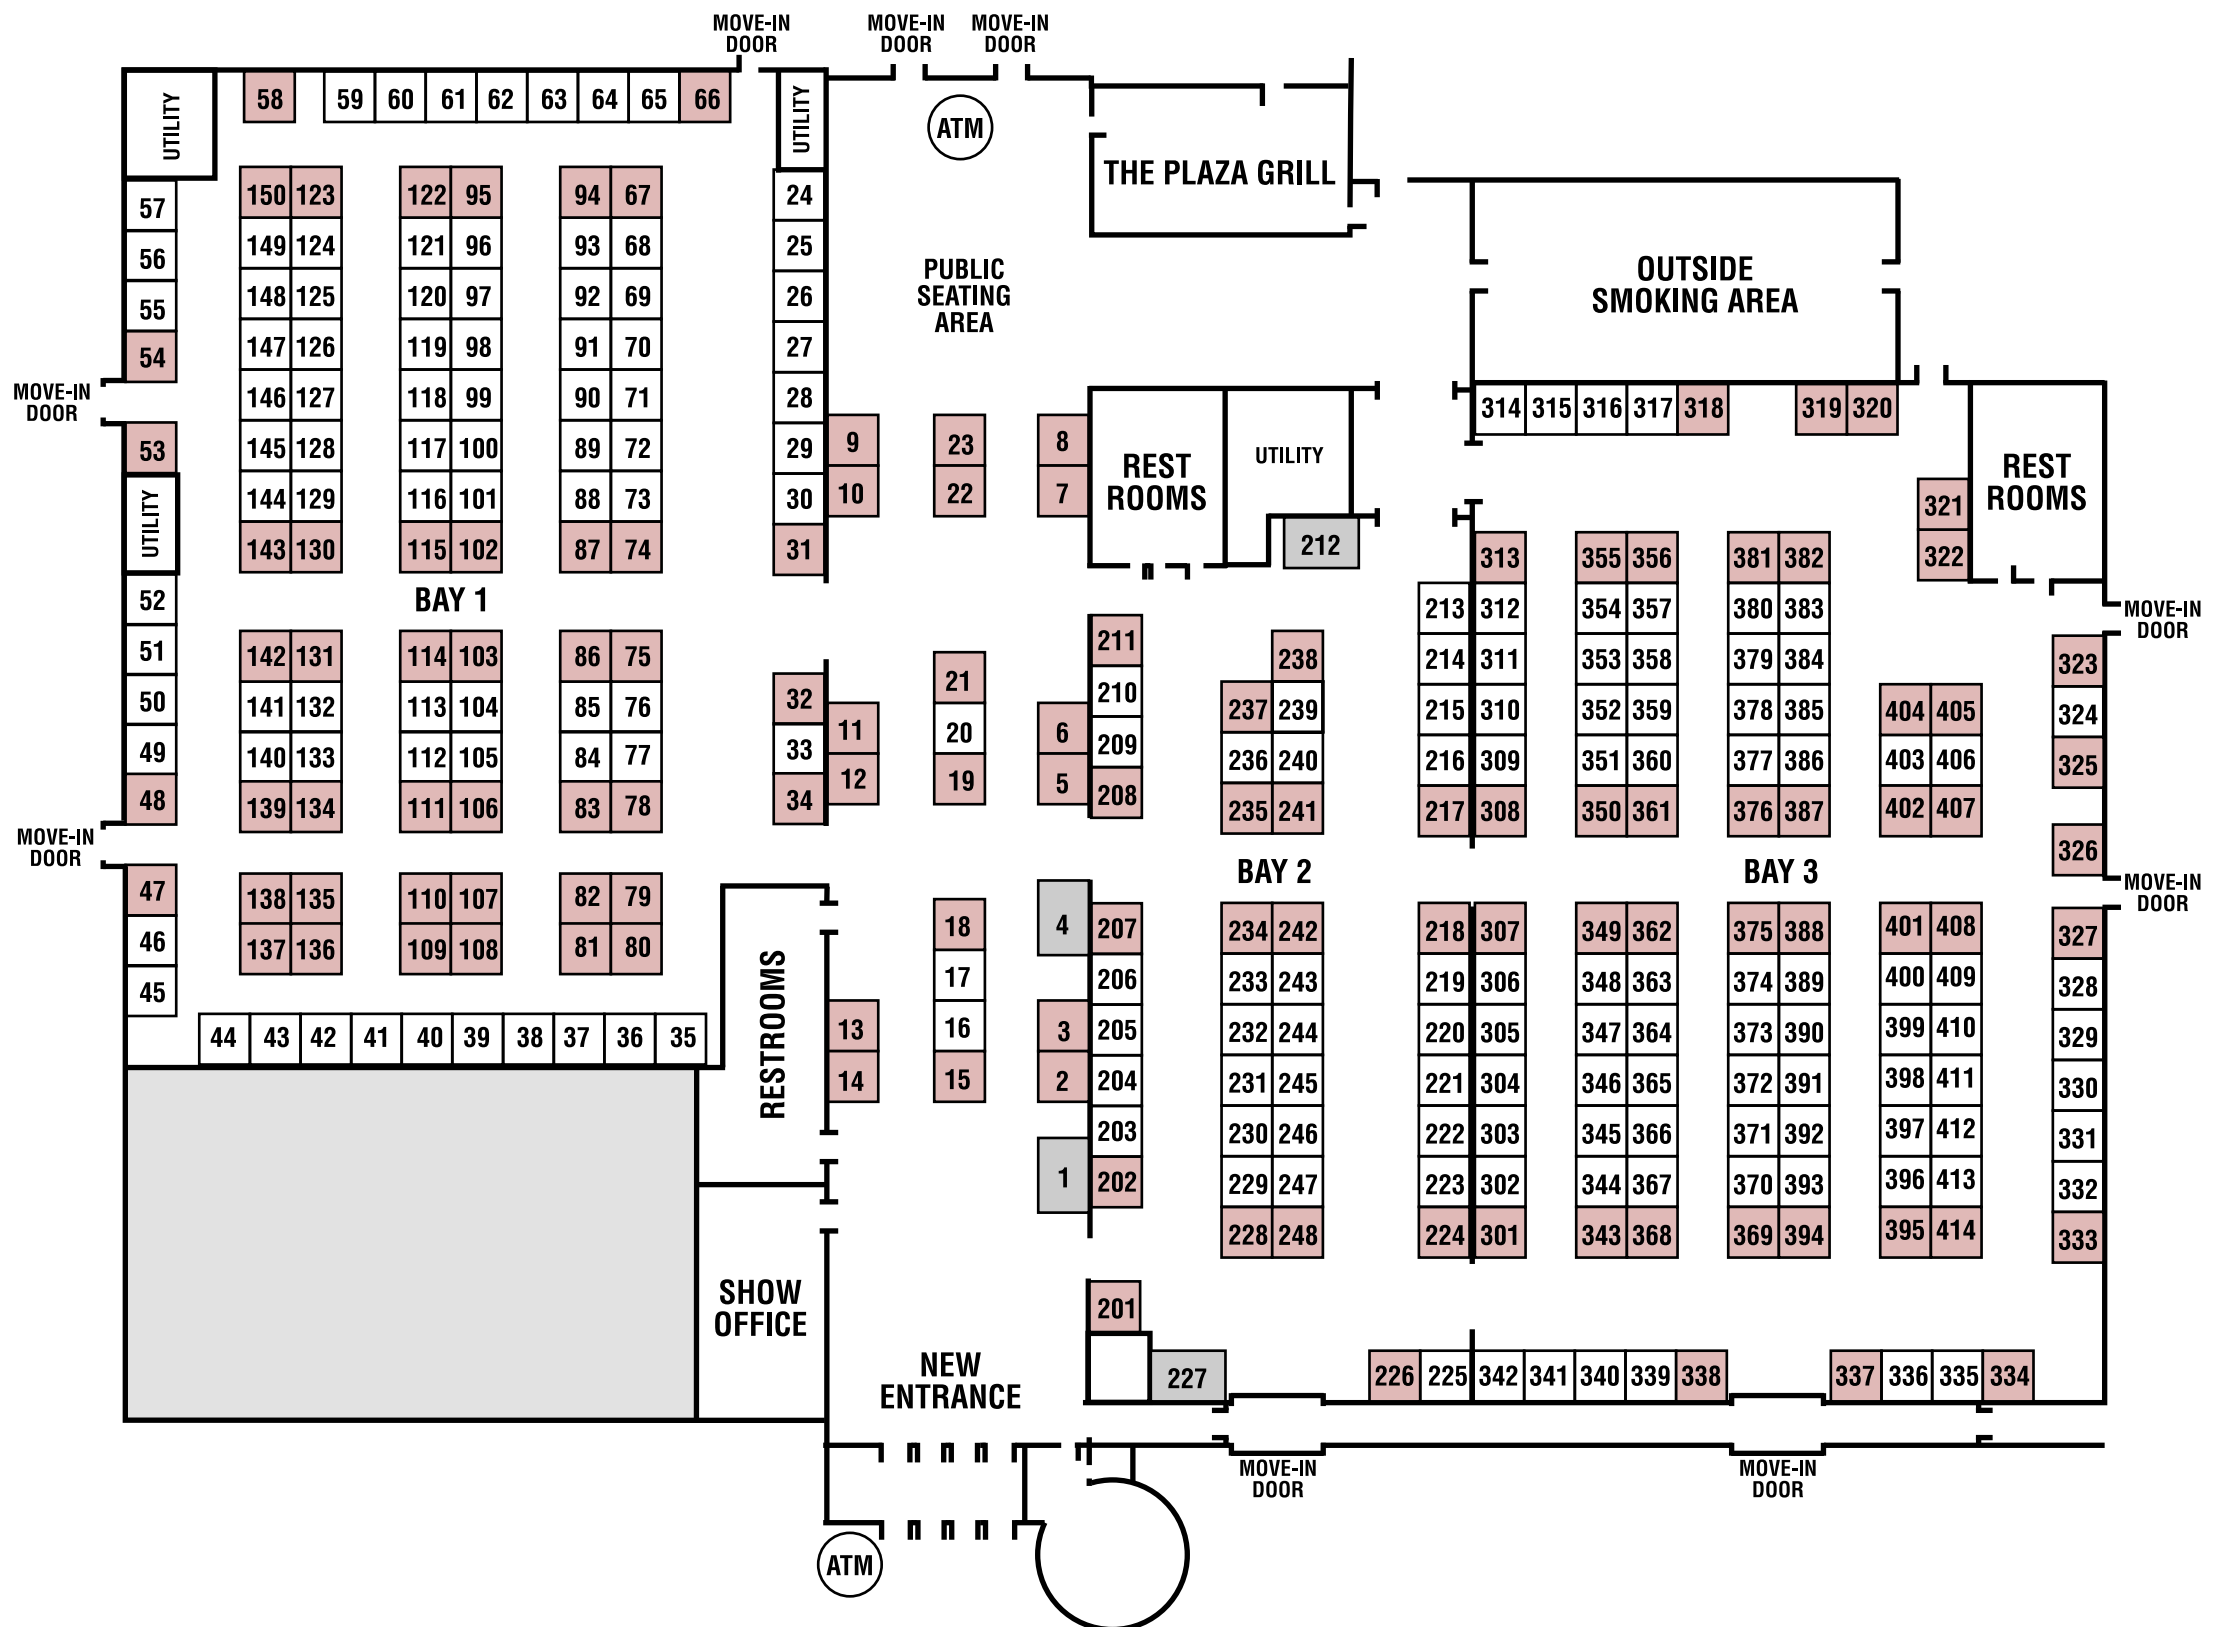 MOVE-IN
DOOR
MOVE-IN
DOOR
MOVE-IN
DOOR
UTILITY
58 59 60 61 62 63 64 65 66
UTILITY
ATM
THE PLAZA GRILL
57
56
55
54
MOVE-IN
DOOR
53
UTILITY
52
51
50
49
48
MOVE-IN
DOOR
47
46
45
150 123 122 95 94 67
149 124 121 96 93 68
148 125 120 97 92 69
147 126 119 98 91 70
146 127 118 99 90 71
145 128 117 100 89 72
144 129 116 101 88 73
143 130 115 102 87 74
BAY 1
142 131 114 103 86 75
141 132 113 104 85 76
140 133 112 105 84 77
139 134 111 106 83 78
138 135 110 107 82 79
137 136 109 108 81 80
44 43 42 41 40 39 38 37 36 35
24
25
26
27
28
29
30
31
32
33
34
RESTROOMS
SHOW
OFFICE
PUBLIC
SEATING
AREA
9 23 8
10 22 7
21
11 20 6
12 19 5
18 4
17
13 16 3
14 15 2
1
NEW
ENTRANCE
ATM
REST
ROOMS
UTILITY
212
211
210
209
208
207
206
205
204
203
202
201
227
238
237 239
236 240
235 241
BAY 2
234 242
233 243
232 244
231 245
230 246
229 247
228 248
MOVE-IN
DOOR
OUTSIDE
SMOKING AREA
314 315 316 317 318 319 320
REST
ROOMS
321
322
313 355 356 381 382
213 312 354 357 380 383
214 311 353 358 379 384
215 310 352 359 378 385 404 405
216 309 351 360 377 386 403 406
217 308 350 361 376 387 402 407
BAY 3
218 307 349 362 375 388 401 408
219 306 348 363 374 389 400 409
220 305 347 364 373 390 399 410
221 304 346 365 372 391 398 411
222 303 345 366 371 392 397 412
223 302 344 367 370 393 396 413
224 301 343 368 369 394 395 414
226 225 342 341 340 339 338 337 336 335 334
MOVE-IN
DOOR
MOVE-IN
DOOR
323
324
325
326
MOVE-IN
DOOR
327
328
329
330
331
332
333